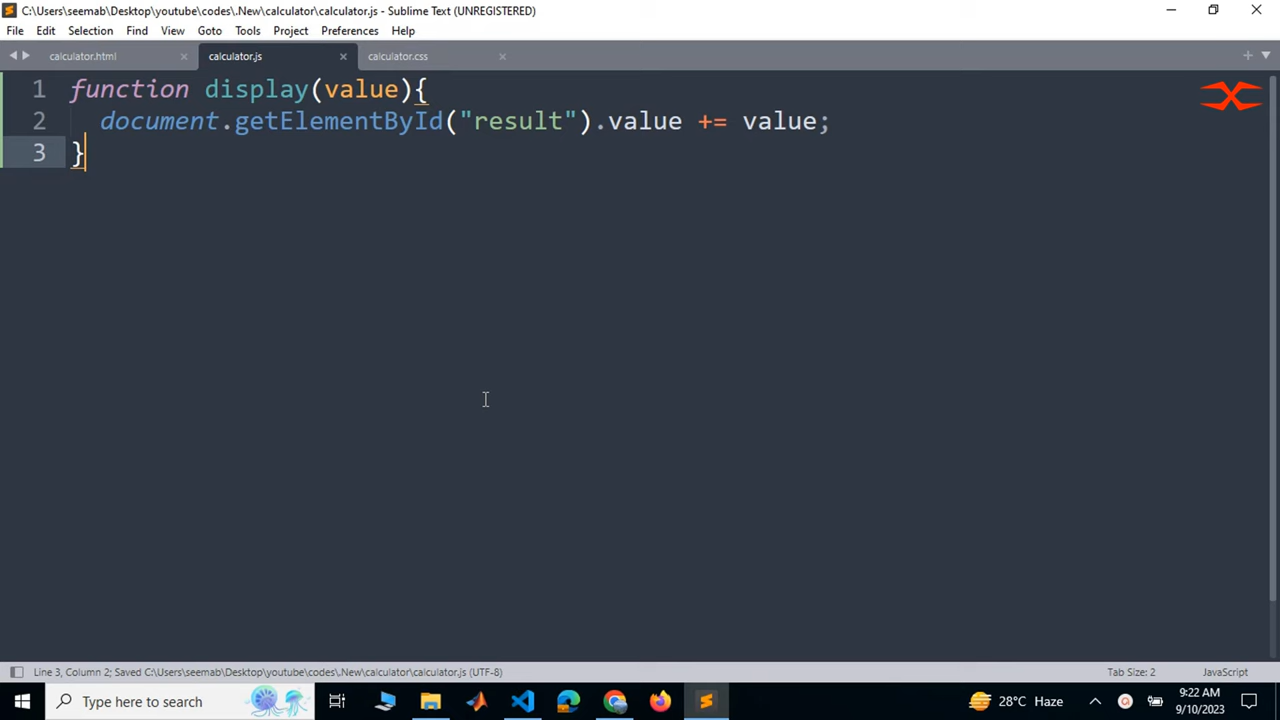 C:\Users\seemab\Desktop\youtube\codes\.New\calculator\calculator.js - Sublime Text (UNREGISTERED)
File Edit Selection Find View Goto Tools Project Preferences Help
calculator.html calculator.js calculator.css
1 function display(value){
2 document.getElementById("result").value += value;
3 }
Line 3, Column 2; Saved C:\Users\seemab\Desktop\youtube\codes\.New\calculator\calculator.js (UTF-8) Tab Size: 2 JavaScript
Type here to search 28°C Haze 9:22 AM
9/10/2023